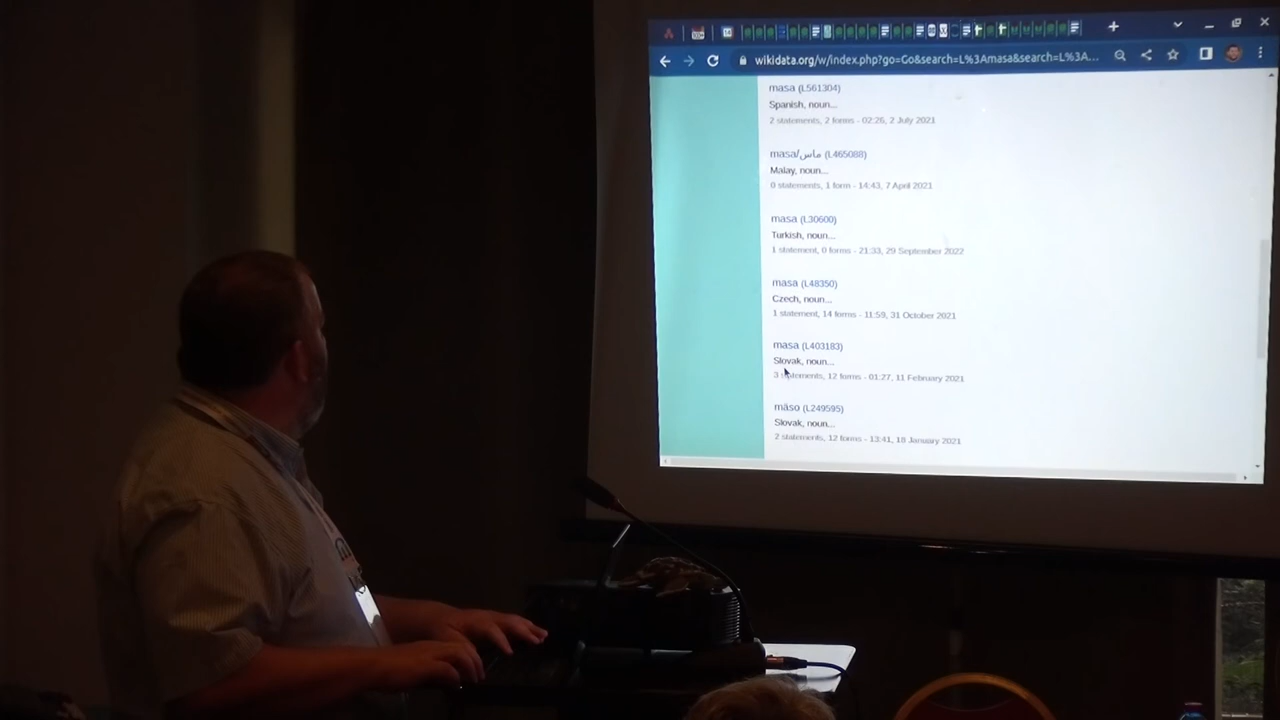 wikidata.org/w/index.php?go=Go&search=L%3Amasa&search=L%3A...
masa (L561304)
Spanish, noun...
2 statements, 2 forms - 02:26, 2 July 2021
masa/ماس (L465088)
Malay, noun...
0 statements, 1 form - 14:43, 7 April 2021
masa (L30600)
Turkish, noun...
1 statement, 0 forms - 21:33, 29 September 2022
masa (L48350)
Czech, noun...
1 statement, 14 forms - 11:59, 31 October 2021
masa (L403183)
Slovak, noun...
3 statements, 12 forms - 01:27, 11 February 2021
mäso (L249595)
Slovak, noun...
2 statements, 12 forms - 13:41, 18 January 2021